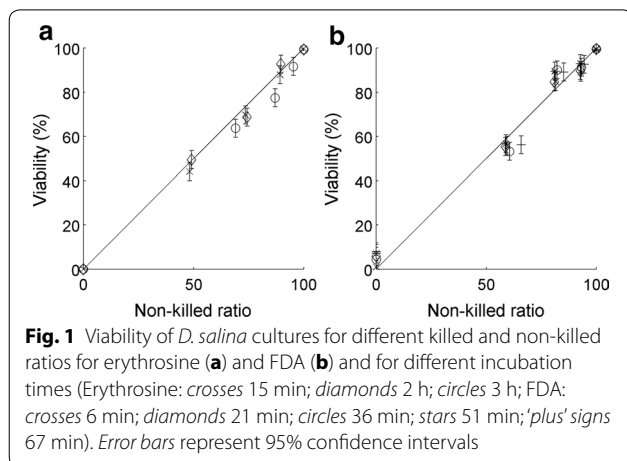 a
b
100
80
60
40
20
0
Viability (%)
0
50
100
Non-killed ratio
100
80
60
40
20
0
Viability (%)
0
50
100
Non-killed ratio
Fig. 1 Viability of D. salina cultures for different killed and non-killed
ratios for erythrosine (a) and FDA (b) and for different incubation
times (Erythrosine: crosses 15 min; diamonds 2 h; circles 3 h; FDA:
crosses 6 min; diamonds 21 min; circles 36 min; stars 51 min; ‘plus’ signs
67 min). Error bars represent 95% confidence intervals